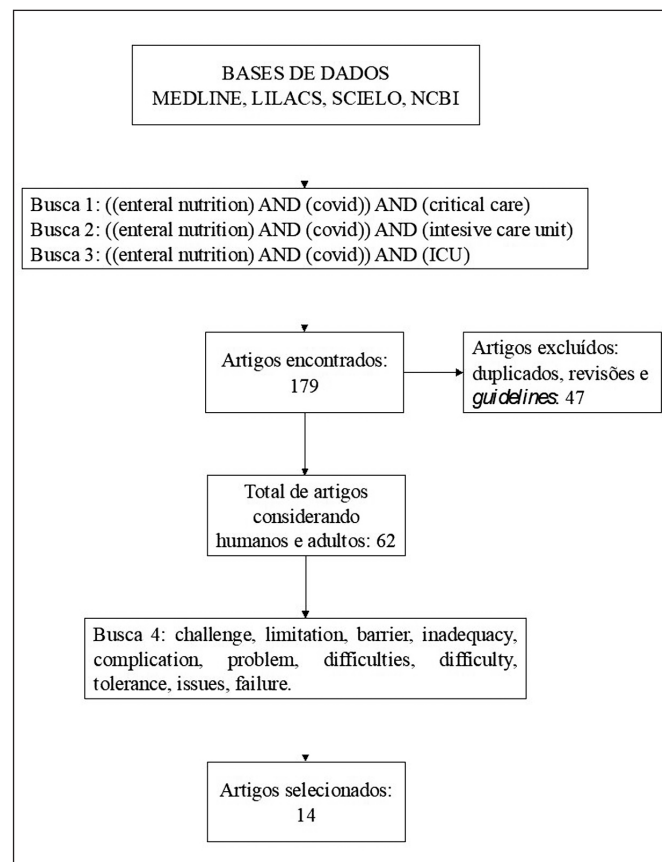 BASES DE DADOS
MEDLINE, LILACS, SCIELO, NCBI
Busca 1: ((enteral nutrition) AND (covid)) AND (critical care)
Busca 2: ((enteral nutrition) AND (covid)) AND (intesive care unit)
Busca 3: ((enteral nutrition) AND (covid)) AND (ICU)
Artigos encontrados:
179
Artigos excluídos:
duplicados, revisões e
guidelines: 47
Total de artigos
considerando
humanos e adultos: 62
Busca 4: challenge, limitation, barrier, inadequacy,
complication, problem, difficulties, difficulty,
tolerance, issues, failure.
Artigos selecionados:
14